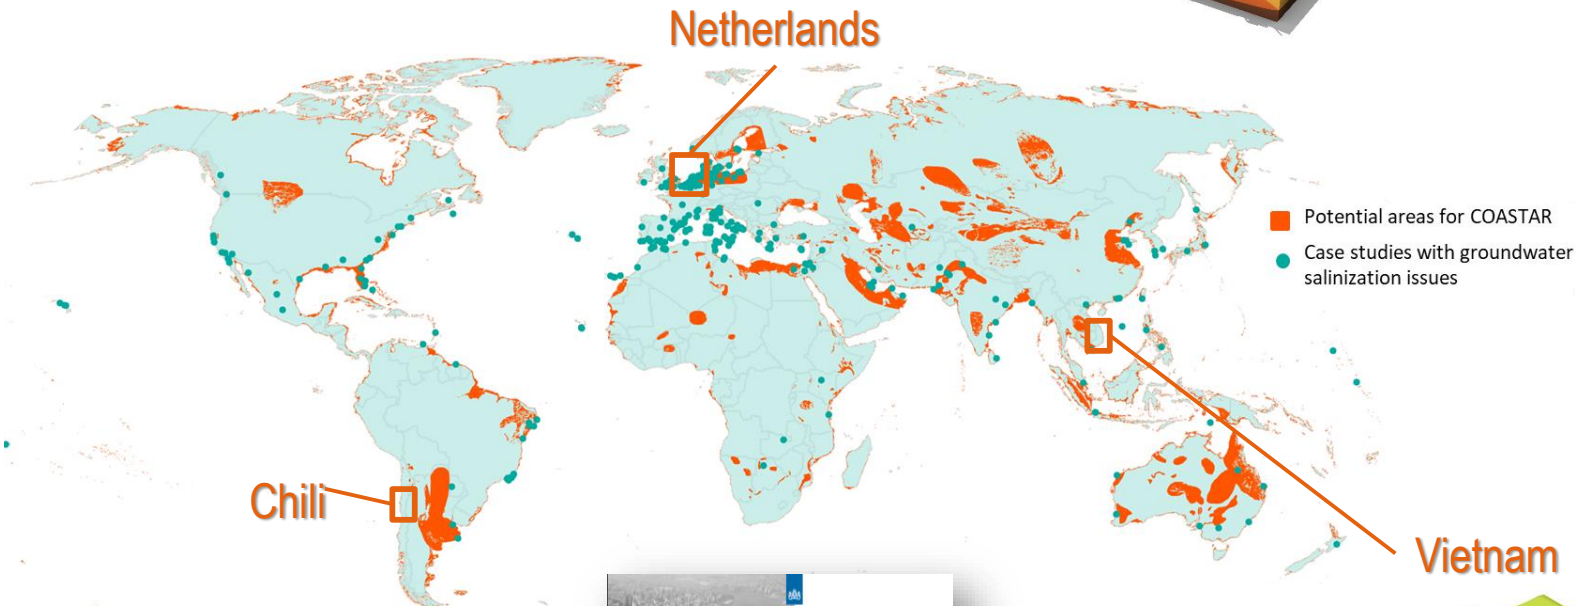 Netherlands
Potential areas for COASTAR
Case studies with groundwater
salinization issues
Chili
Vietnam